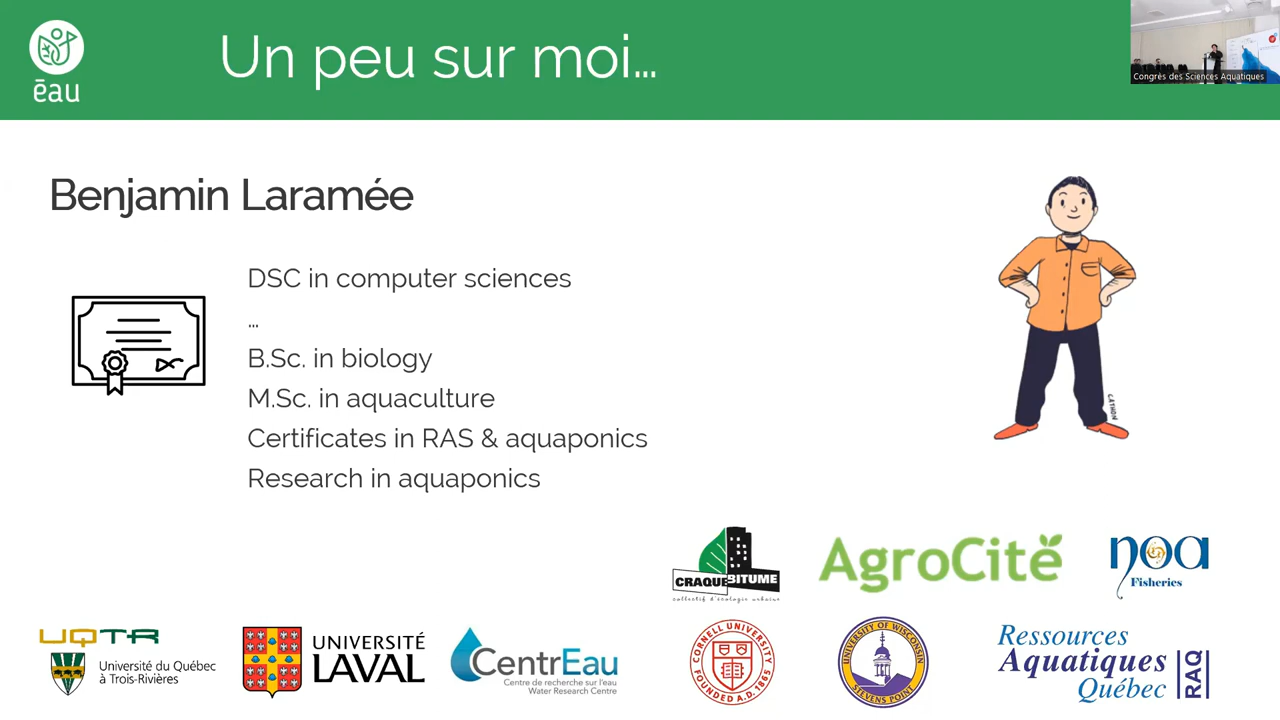 Un peu sur moi...
ēau
Congrès des Sciences Aquatiques
Benjamin Laramée
DSC in computer sciences
...
B.Sc. in biology
M.Sc. in aquaculture
Certificates in RAS & aquaponics
Research in aquaponics
CATHON
CRAQUEBITUME
collectif d'écologie urbaine
AgroCité
noa
Fisheries
UQTR
Université du Québec
à Trois-Rivières
UNIVERSITÉ
LAVAL
CentrEau
Centre de recherche sur l'eau
Water Research Centre
CORNELL UNIVERSITY
FOUNDED A.D. 1865
UNIVERSITY OF WISCONSIN
STEVENS POINT
Ressources
Aquatiques
Québec
RAQ